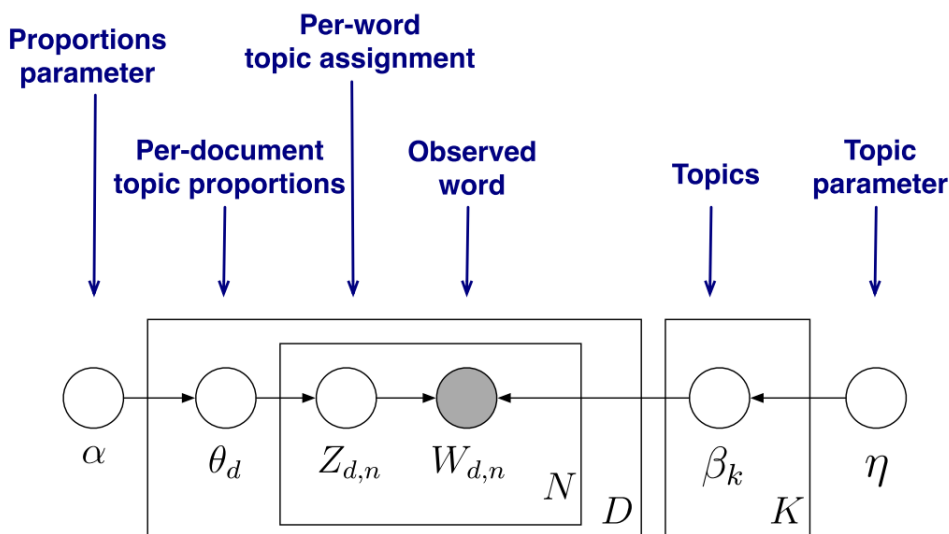 Proportions
parameter
Per-word
topic assignment
Per-document
topic proportions
Observed
word
Topics
Topic
parameter
α
θ_d
Z_{d,n}
W_{d,n}
N
D
β_k
K
η